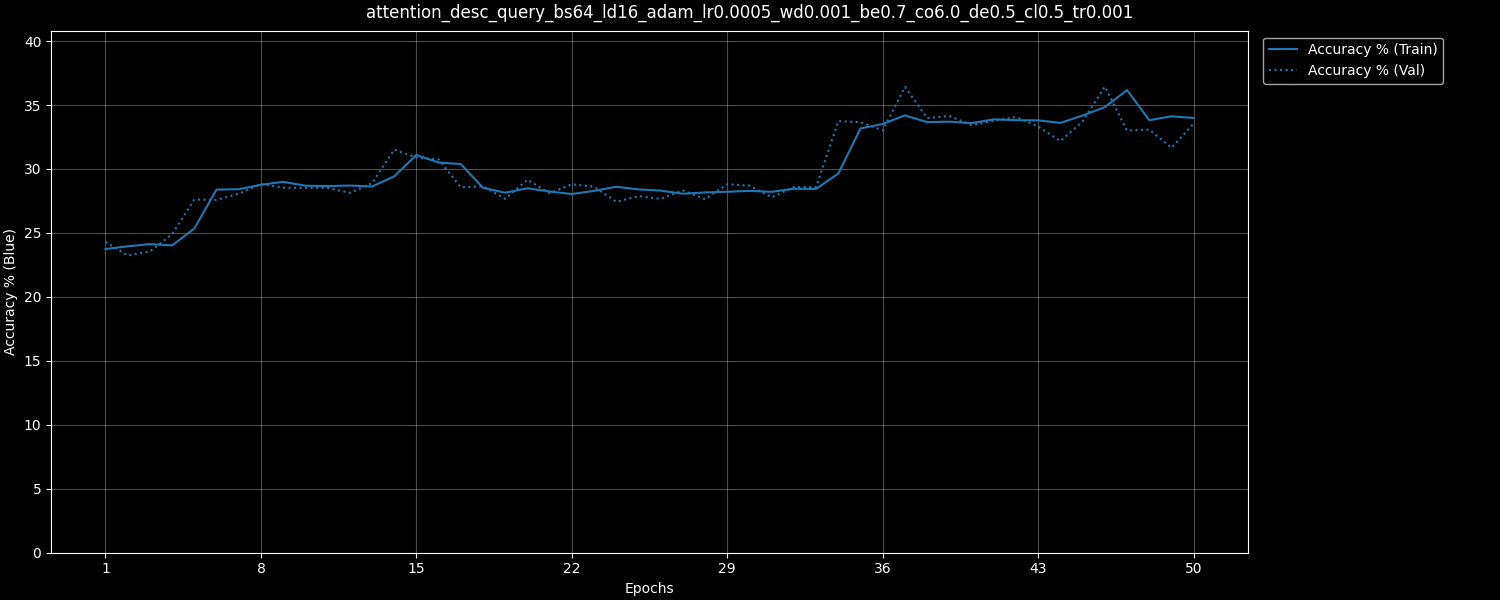 attention_desc_query_bs64_ld16_adam_lr0.0005_wd0.001_be0.7_co6.0_de0.5_cl0.5_tr0.001
Accuracy % (Train)
Accuracy % (Val)
Accuracy % (Blue)
40
35
30
25
20
15
10
5
0
1 8 15 22 29 36 43 50
Epochs